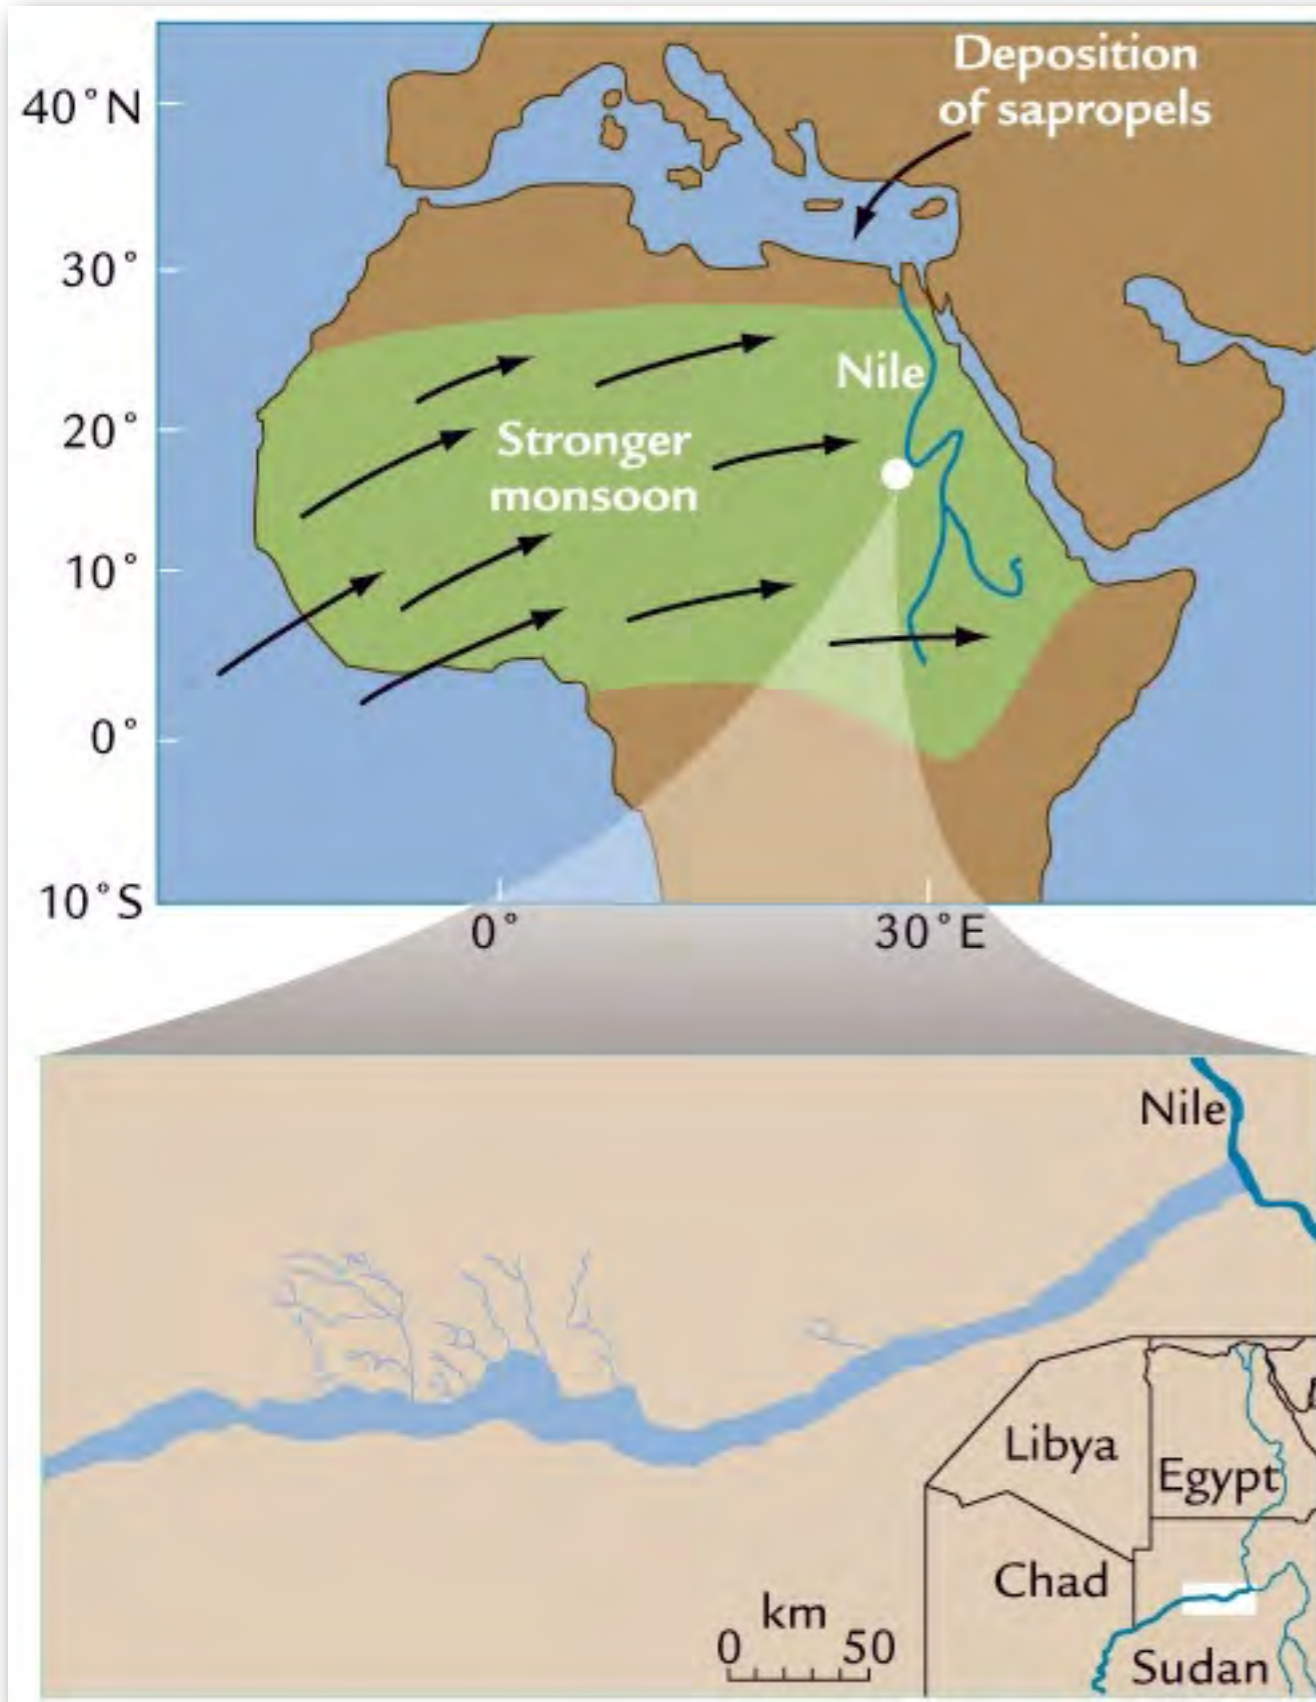 Deposition
of sapropels
40°N
30°
20°
10°
0°
10°S
Nile
Stronger
monsoon
0°
30°E
Nile
Libya
Egypt
Chad
Sudan
km
0 50